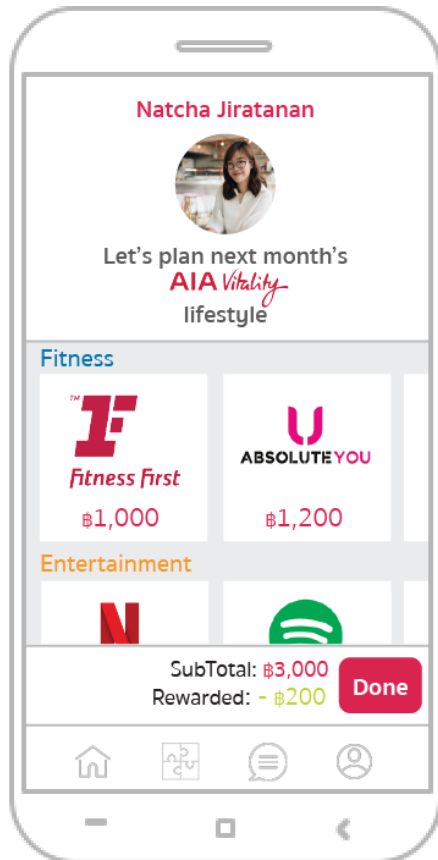 Natcha Jiratanan
Let's plan next month's
AIA Vitality
lifestyle
Fitness
TM
Fitness First
฿1,000
ABSOLUTEYOU
฿1,200
Entertainment
SubTotal: ฿3,000
Rewarded: - ฿200
Done